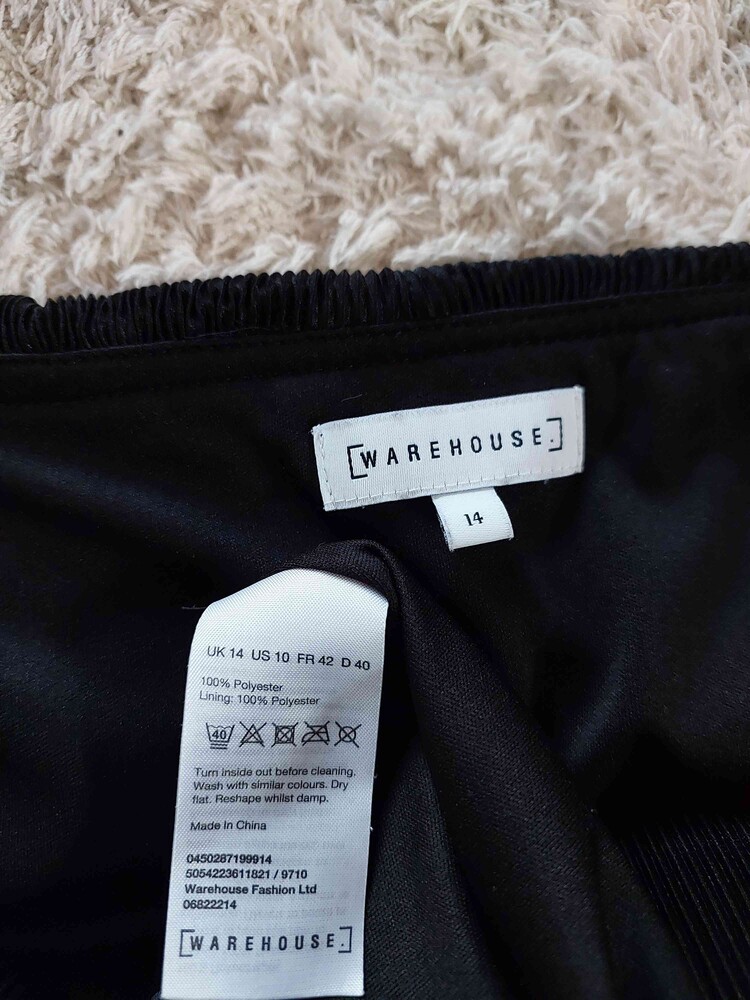 [WAREHOUSE.]
14
UK 14 US 10 FR 42 D 40
100% Polyester
Lining: 100% Polyester
40
Turn inside out before cleaning.
Wash with similar colours. Dry
flat. Reshape whilst damp.
Made In China
0450287199914
5054223611821 / 9710
Warehouse Fashion Ltd
06822214
[WAREHOUSE.]